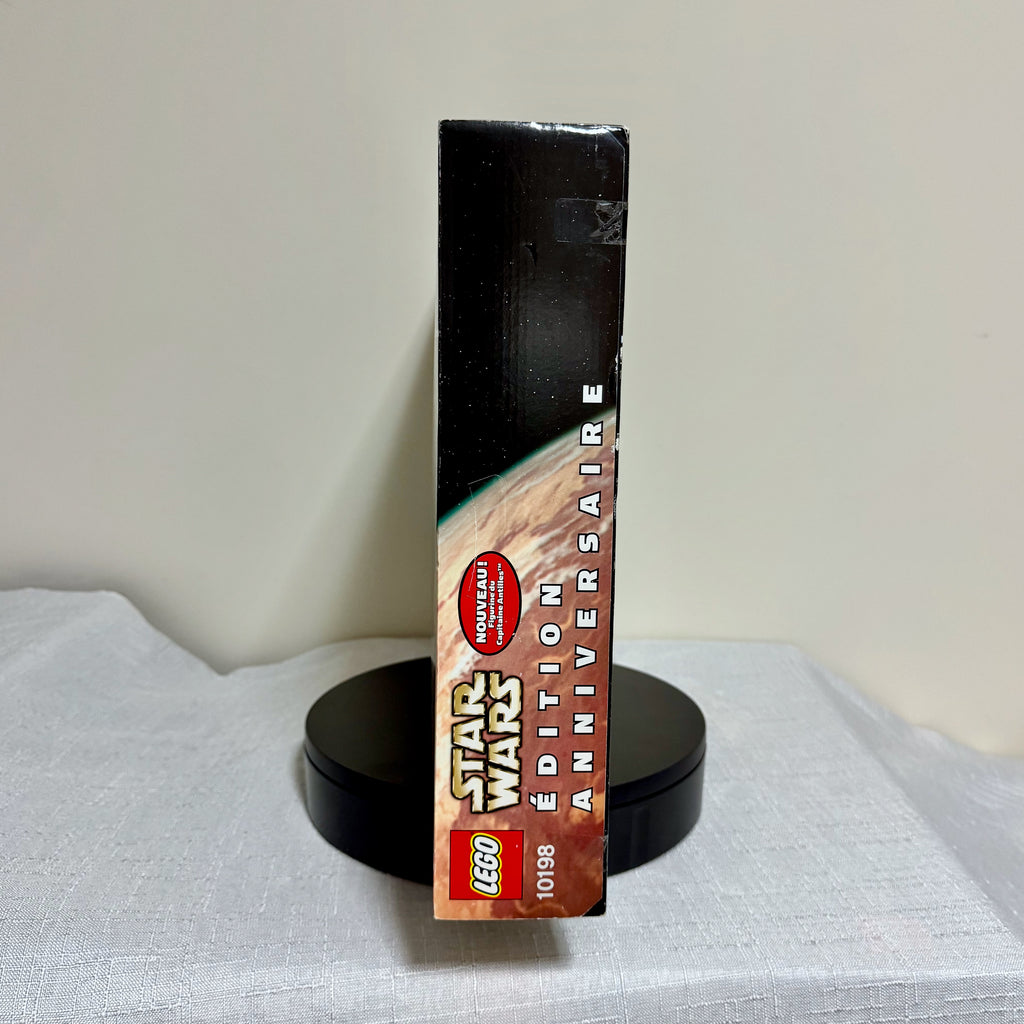 LEGO
10198
STAR
WARS
ÉDITION
ANNIVERSAIRE
NOUVEAU!
Figurine du
Capitaine Antilles™